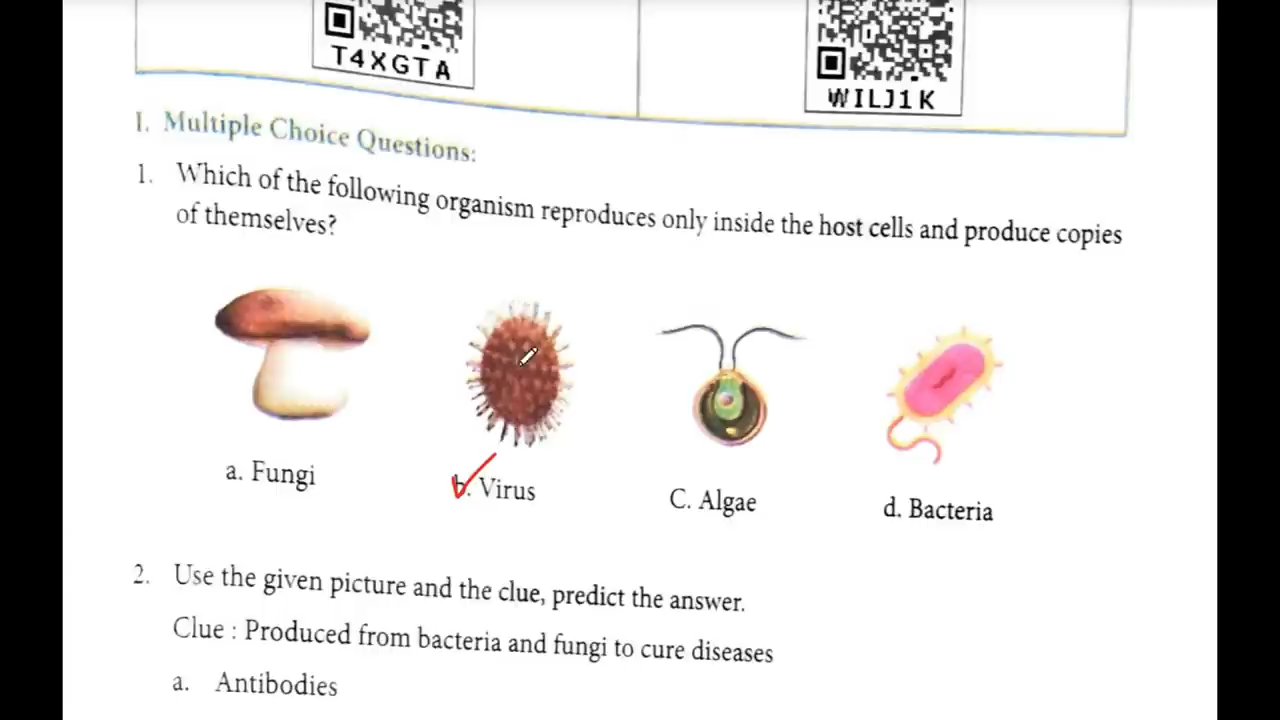 T4XGTA
WILJ1K
I. Multiple Choice Questions:
1. Which of the following organism reproduces only inside the host cells and produce copies
of themselves?
a. Fungi
b. Virus
C. Algae
d. Bacteria
2. Use the given picture and the clue, predict the answer.
Clue : Produced from bacteria and fungi to cure diseases
a. Antibodies